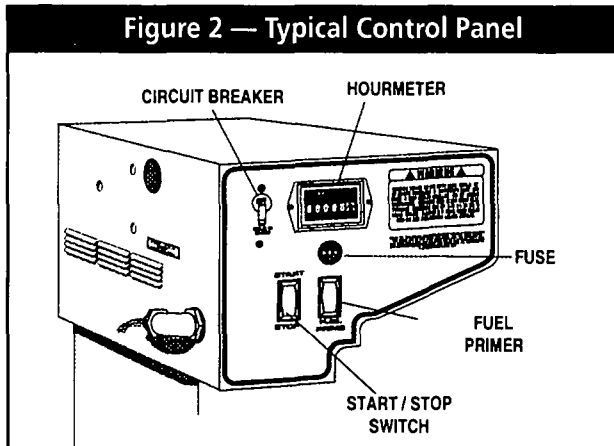 Figure 2 — Typical Control Panel
CIRCUIT BREAKER
HOURMETER
FUSE
FUEL
PRIMER
START / STOP
SWITCH
START
STOP